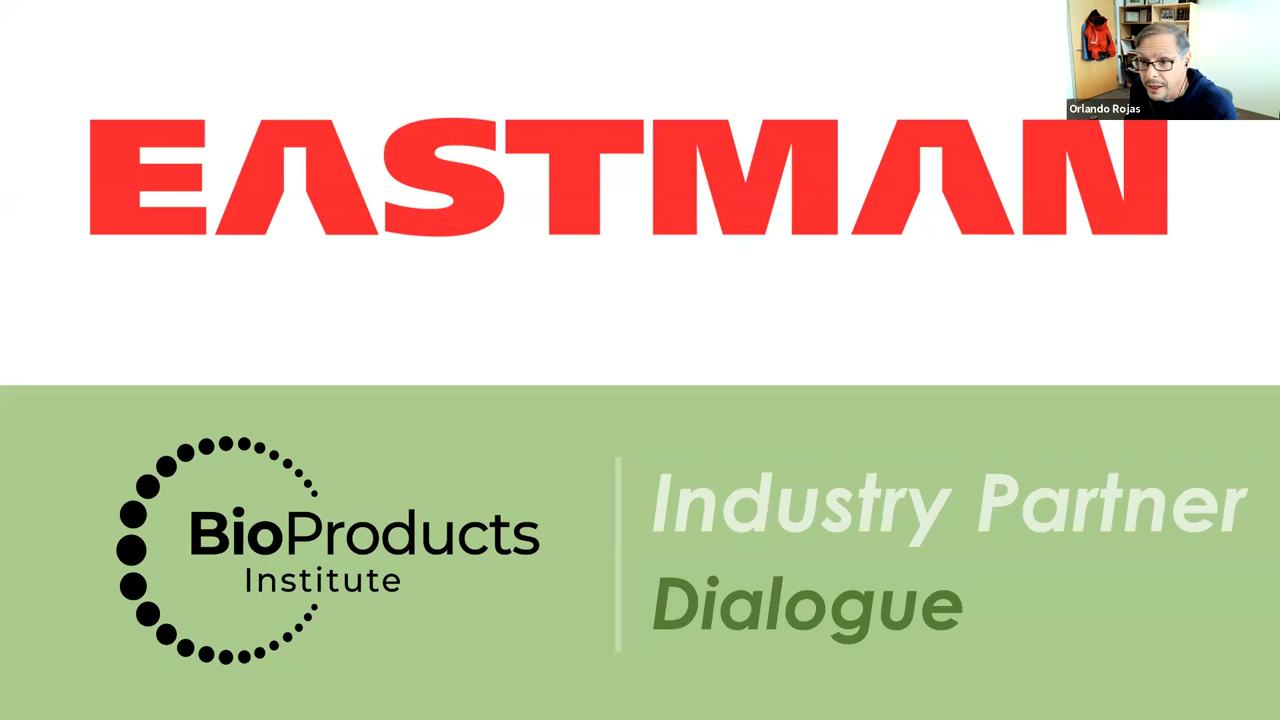 Orlando Rojas
EASTMAN
BioProducts
Institute
Industry Partner
Dialogue